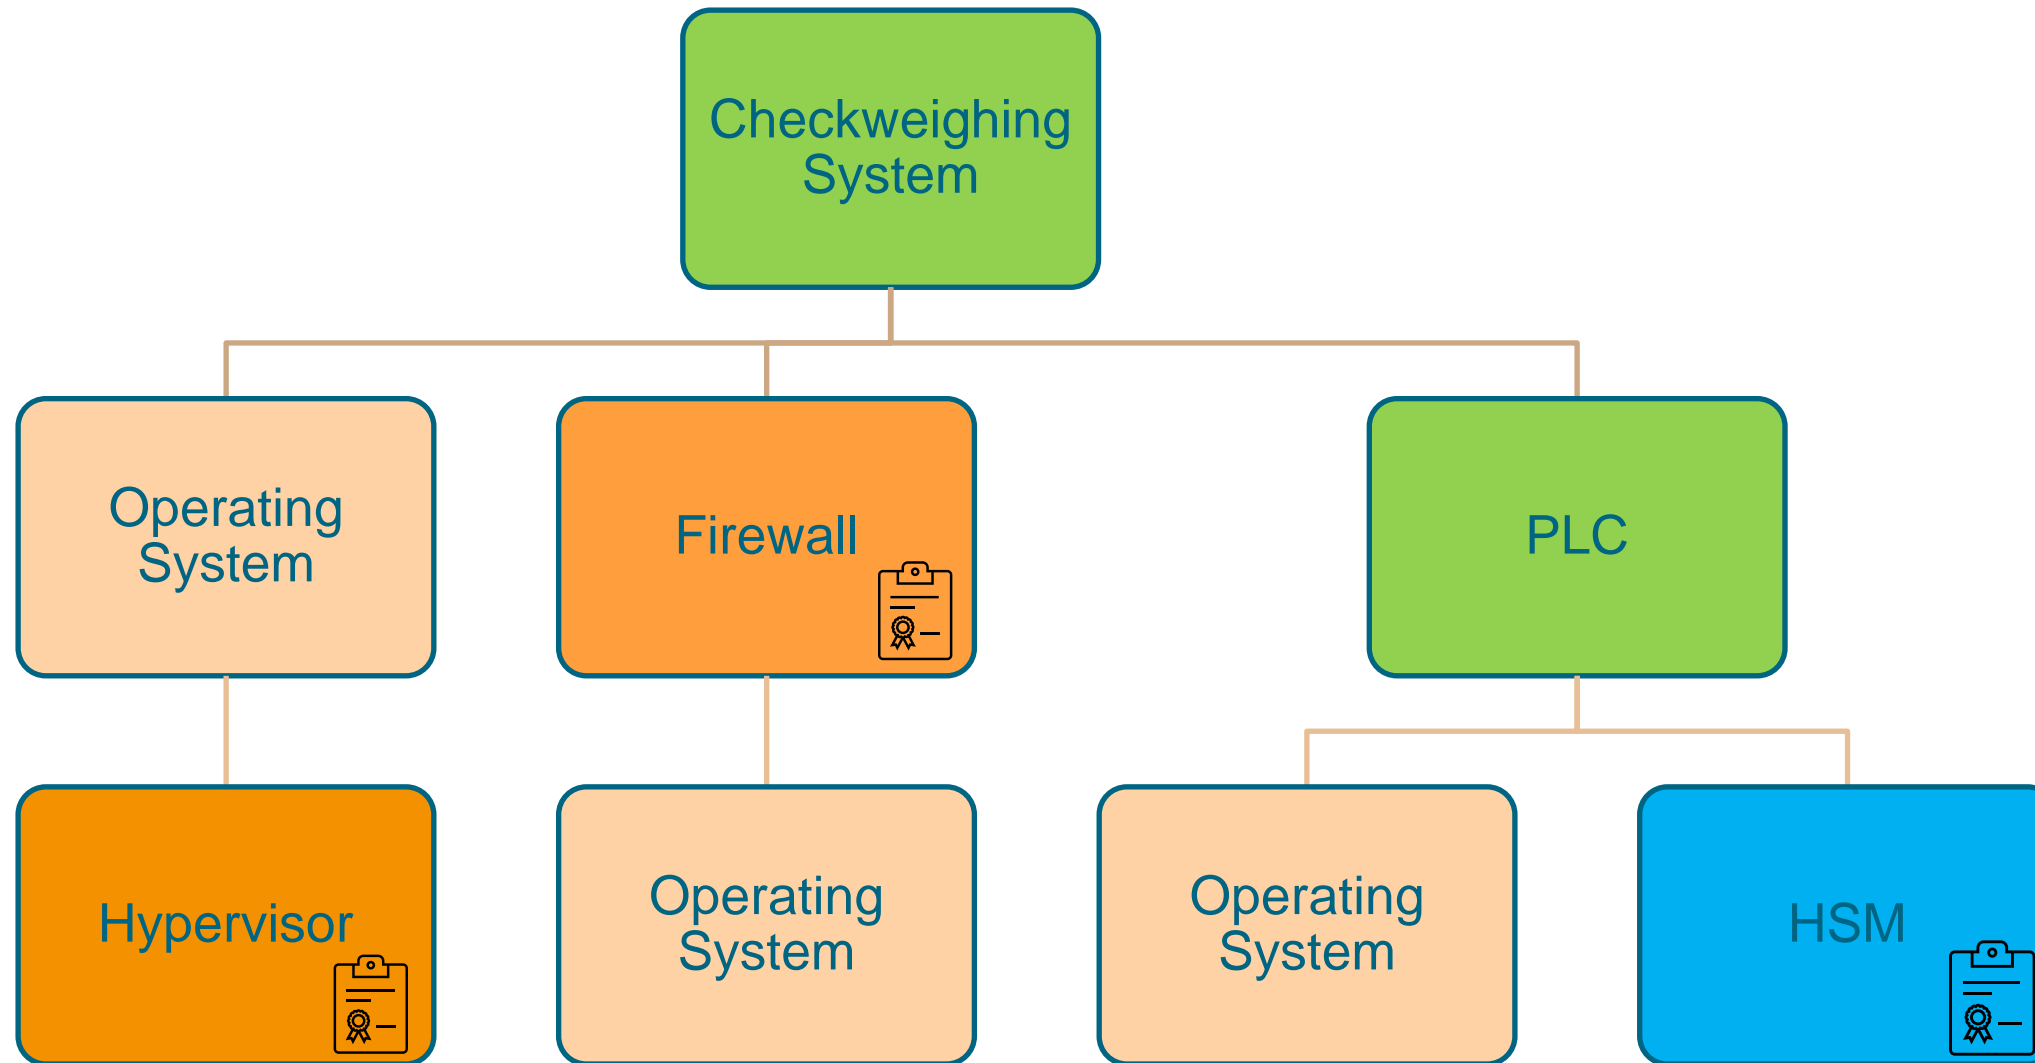 Checkweighing
System
Operating
System
Firewall
PLC
Hypervisor
Operating
System
Operating
System
HSM